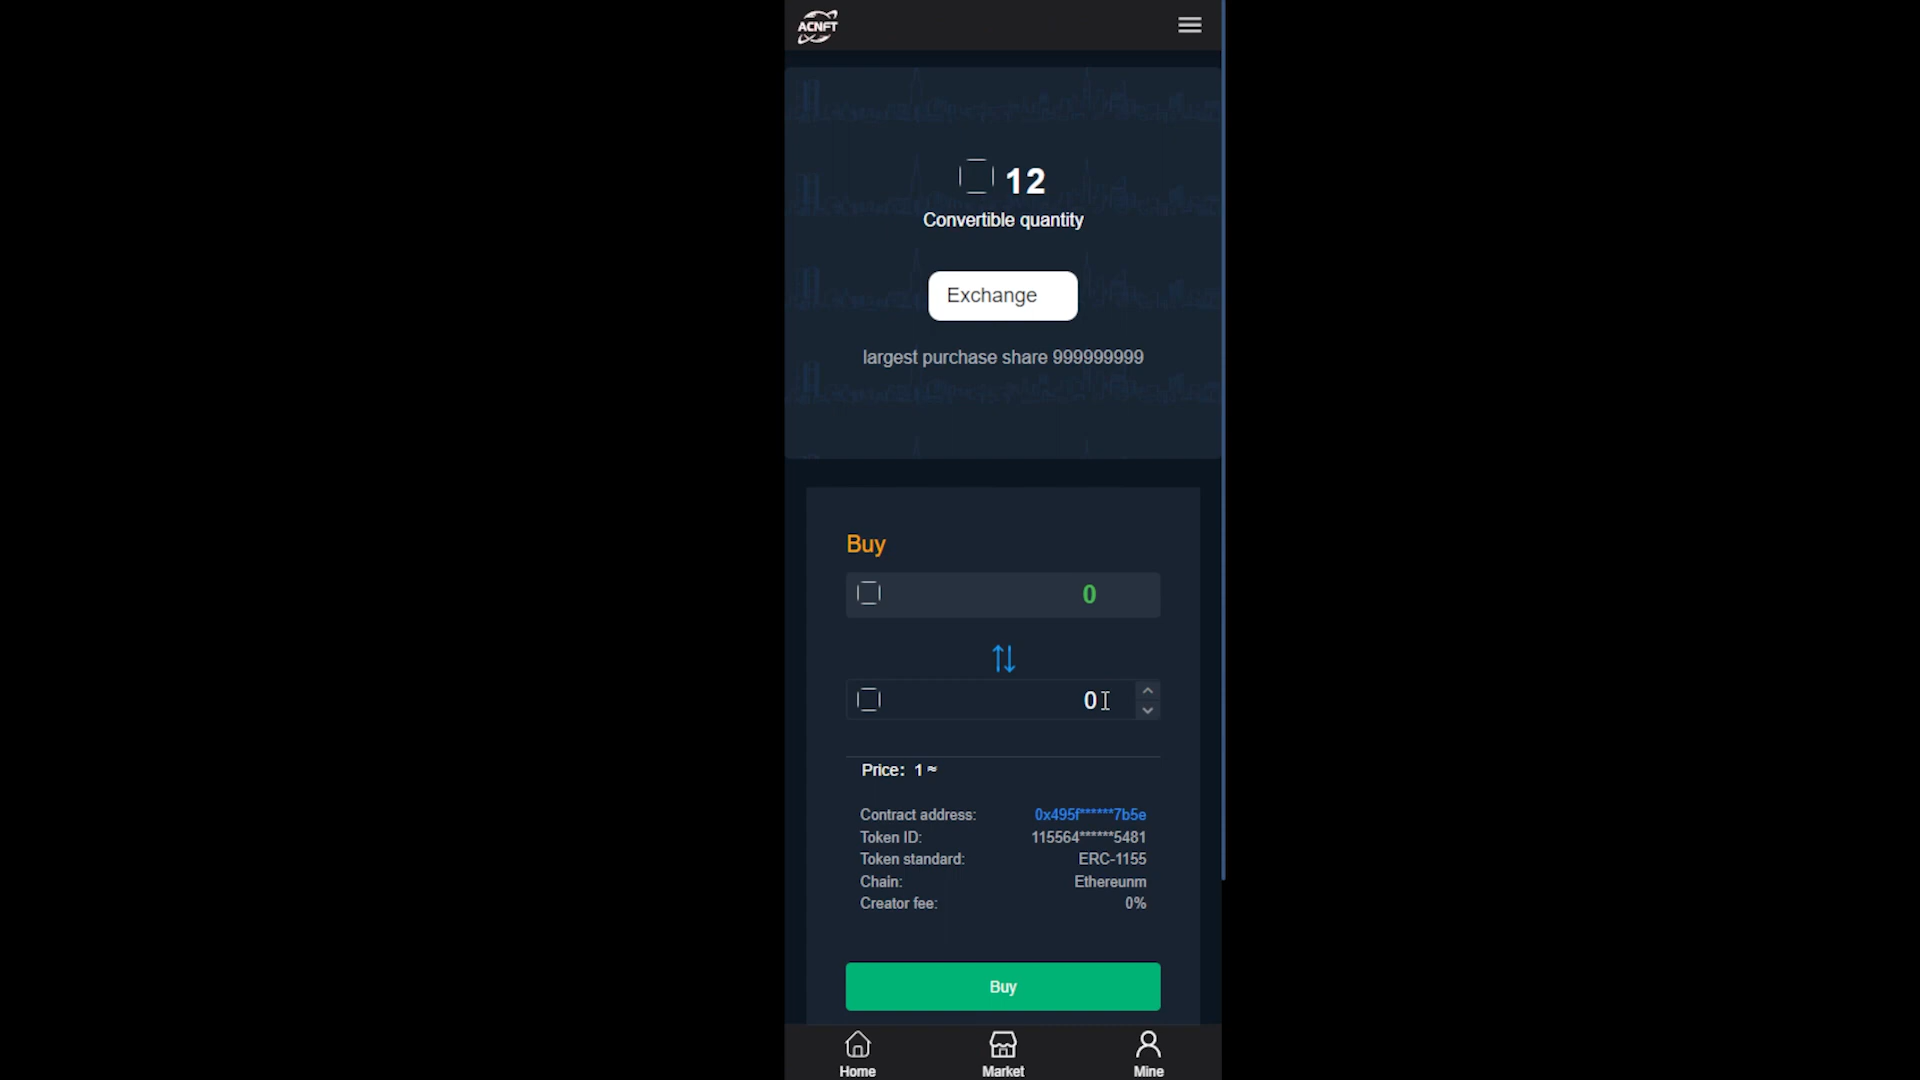 ACNFT
12
Convertible quantity
Exchange
largest purchase share 999999999
Buy
0
0
Price: 1 ≈
Contract address: 0x495f******7b5e
Token ID: 115564******5481
Token standard: ERC-1155
Chain: Ethereunm
Creator fee: 0%
Buy
Home Market Mine